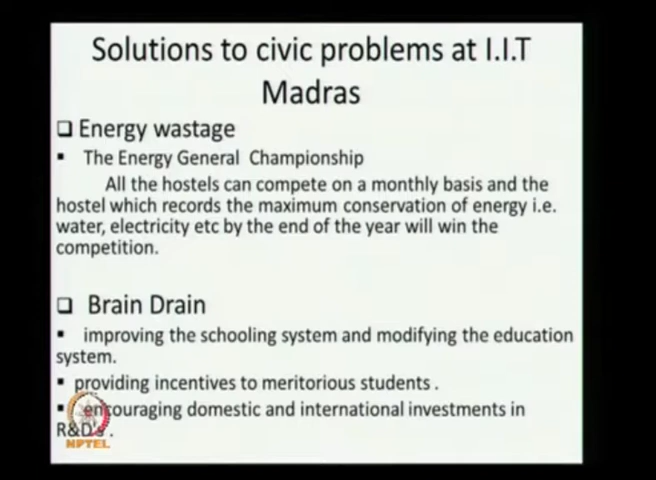 Solutions to civic problems at I.I.T
Madras
❑ Energy wastage
▪ The Energy General Championship
All the hostels can compete on a monthly basis and the
hostel which records the maximum conservation of energy i.e.
water, electricity etc by the end of the year will win the
competition.
❑ Brain Drain
▪ improving the schooling system and modifying the education
system.
▪ providing incentives to meritorious students .
▪ encouraging domestic and international investments in
R&D's .
NPTEL